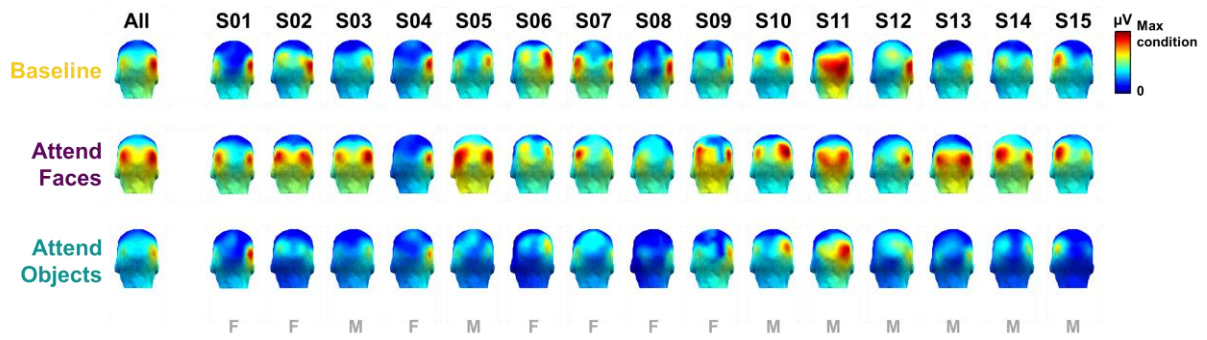 All S01 S02 S03 S04 S05 S06 S07 S08 S09 S10 S11 S12 S13 S14 S15
µV Max
condition
0
Baseline
Attend
Faces
Attend
Objects
F F M F M F F F F M M M M M M